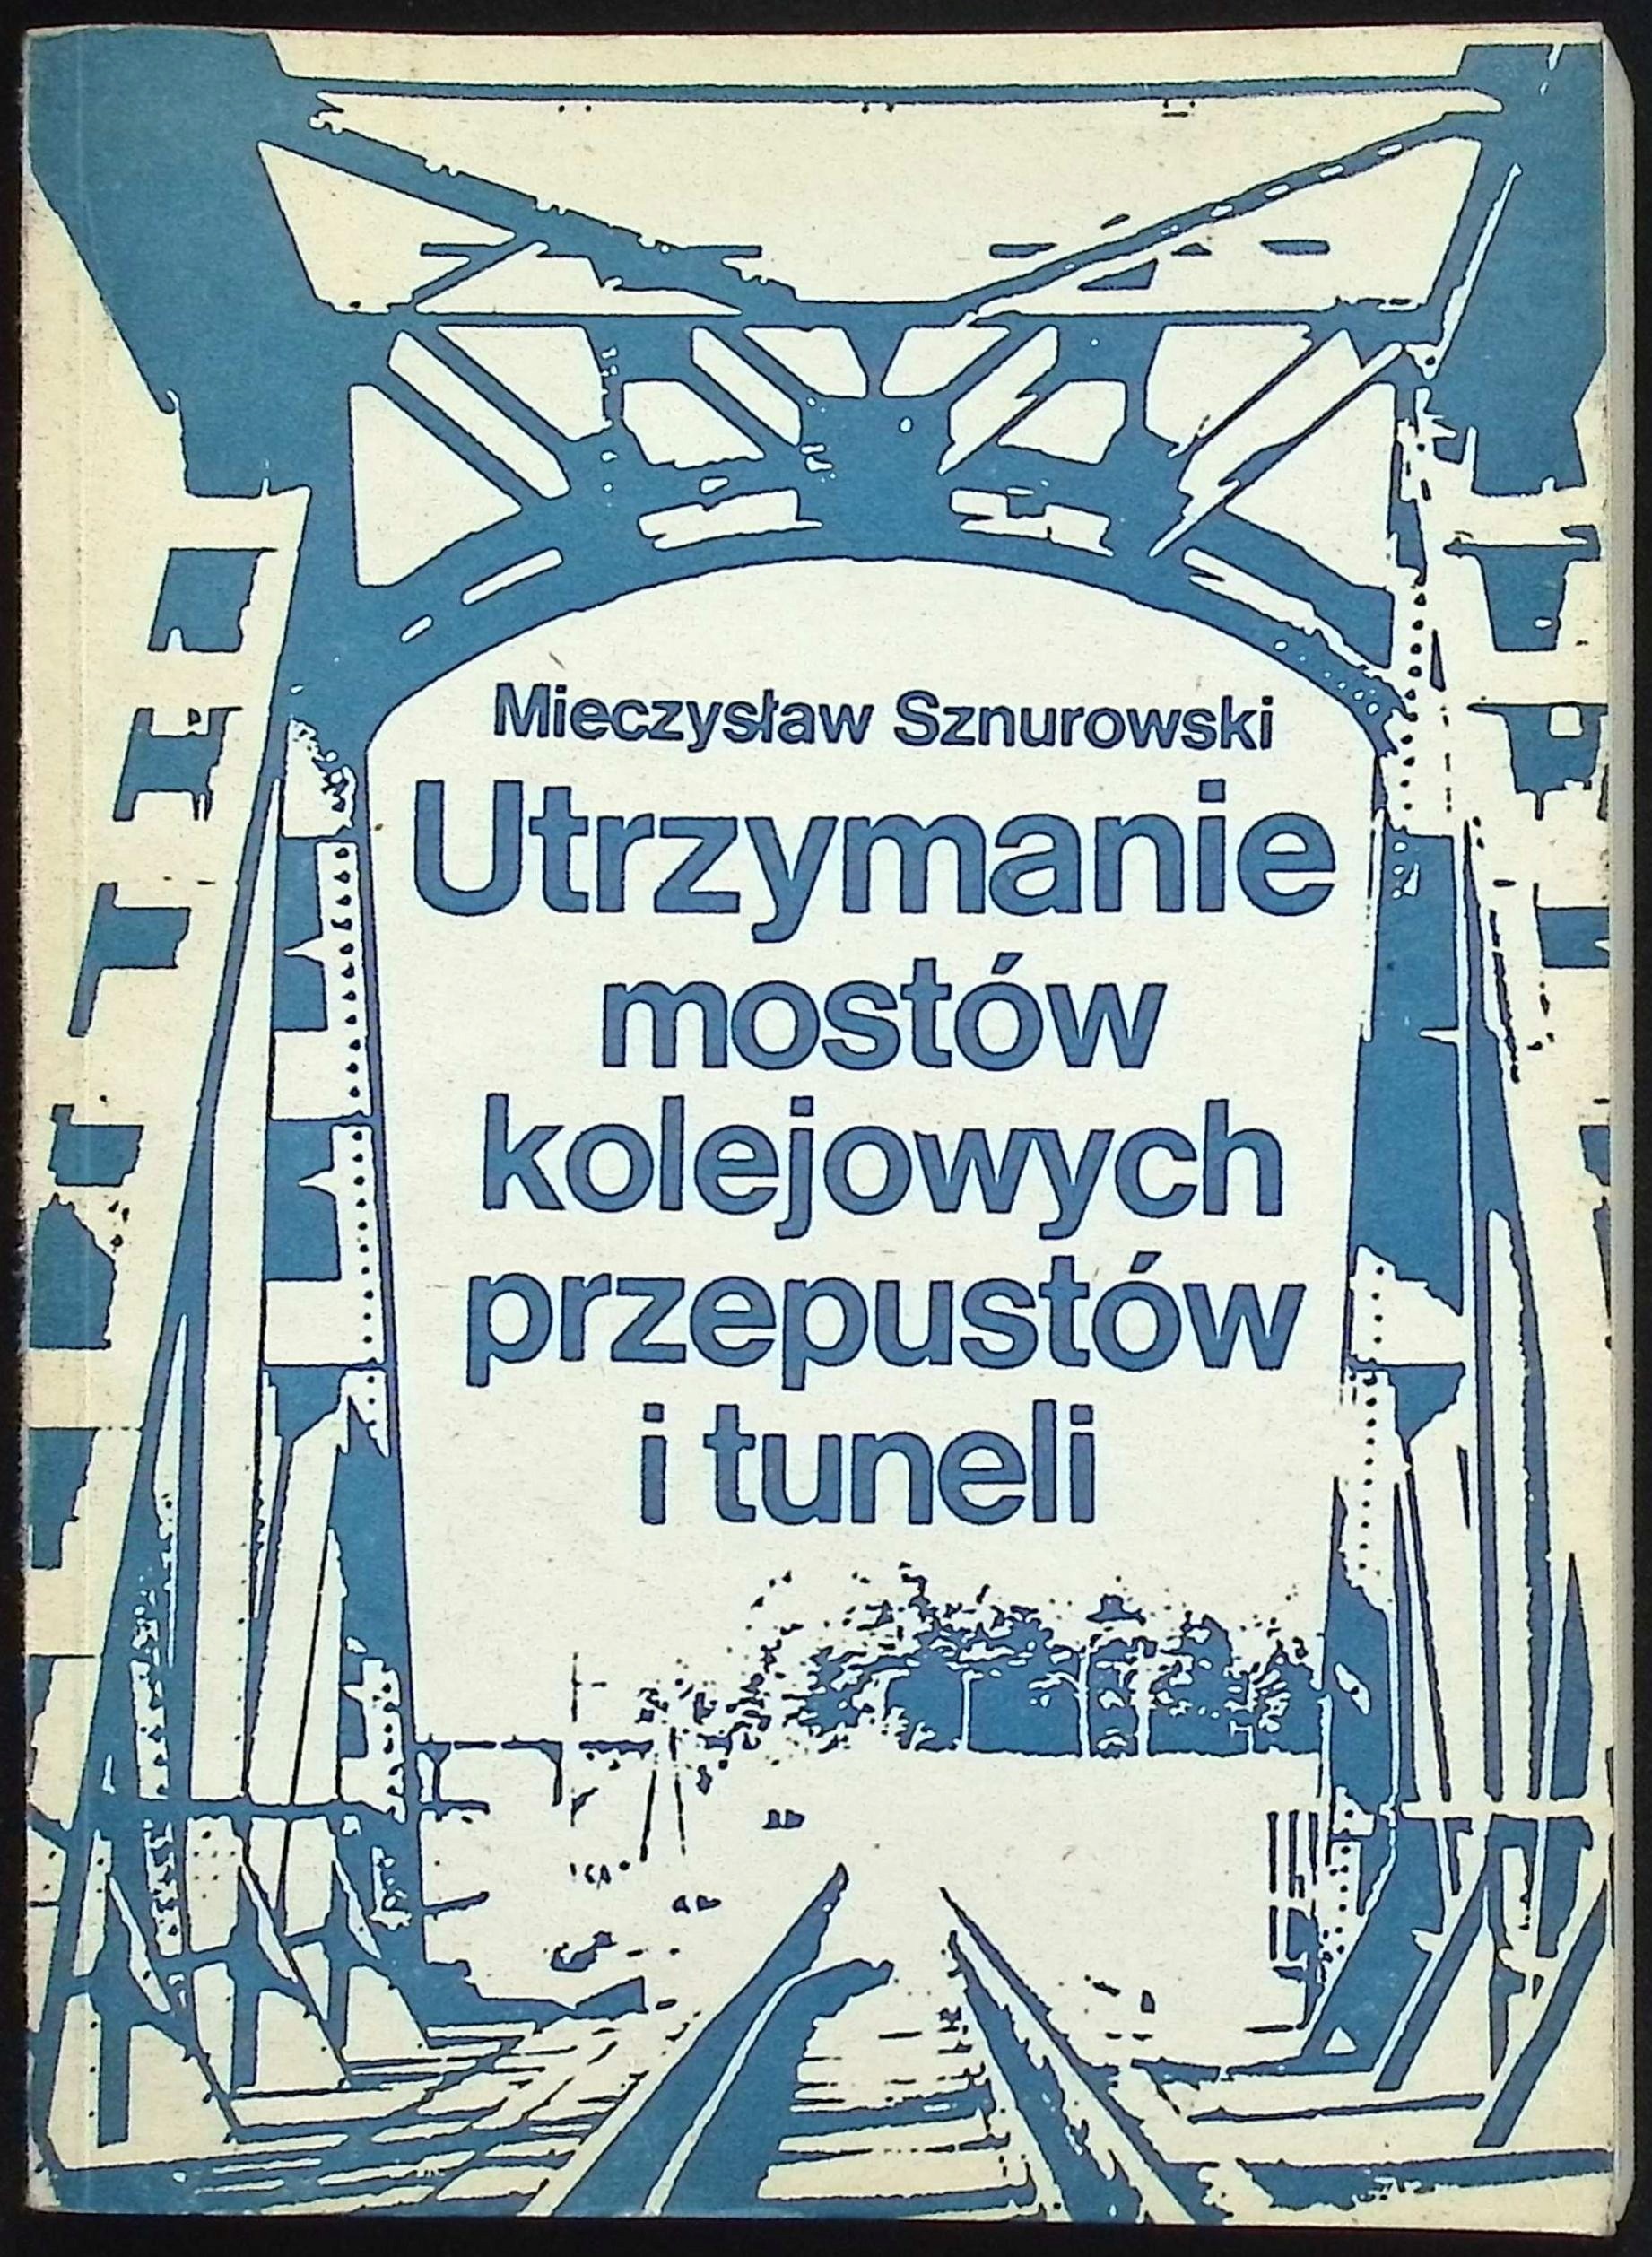 Mieczysław Sznurowski
Utrzymanie
mostów
kolejowych
przepustów
i tuneli